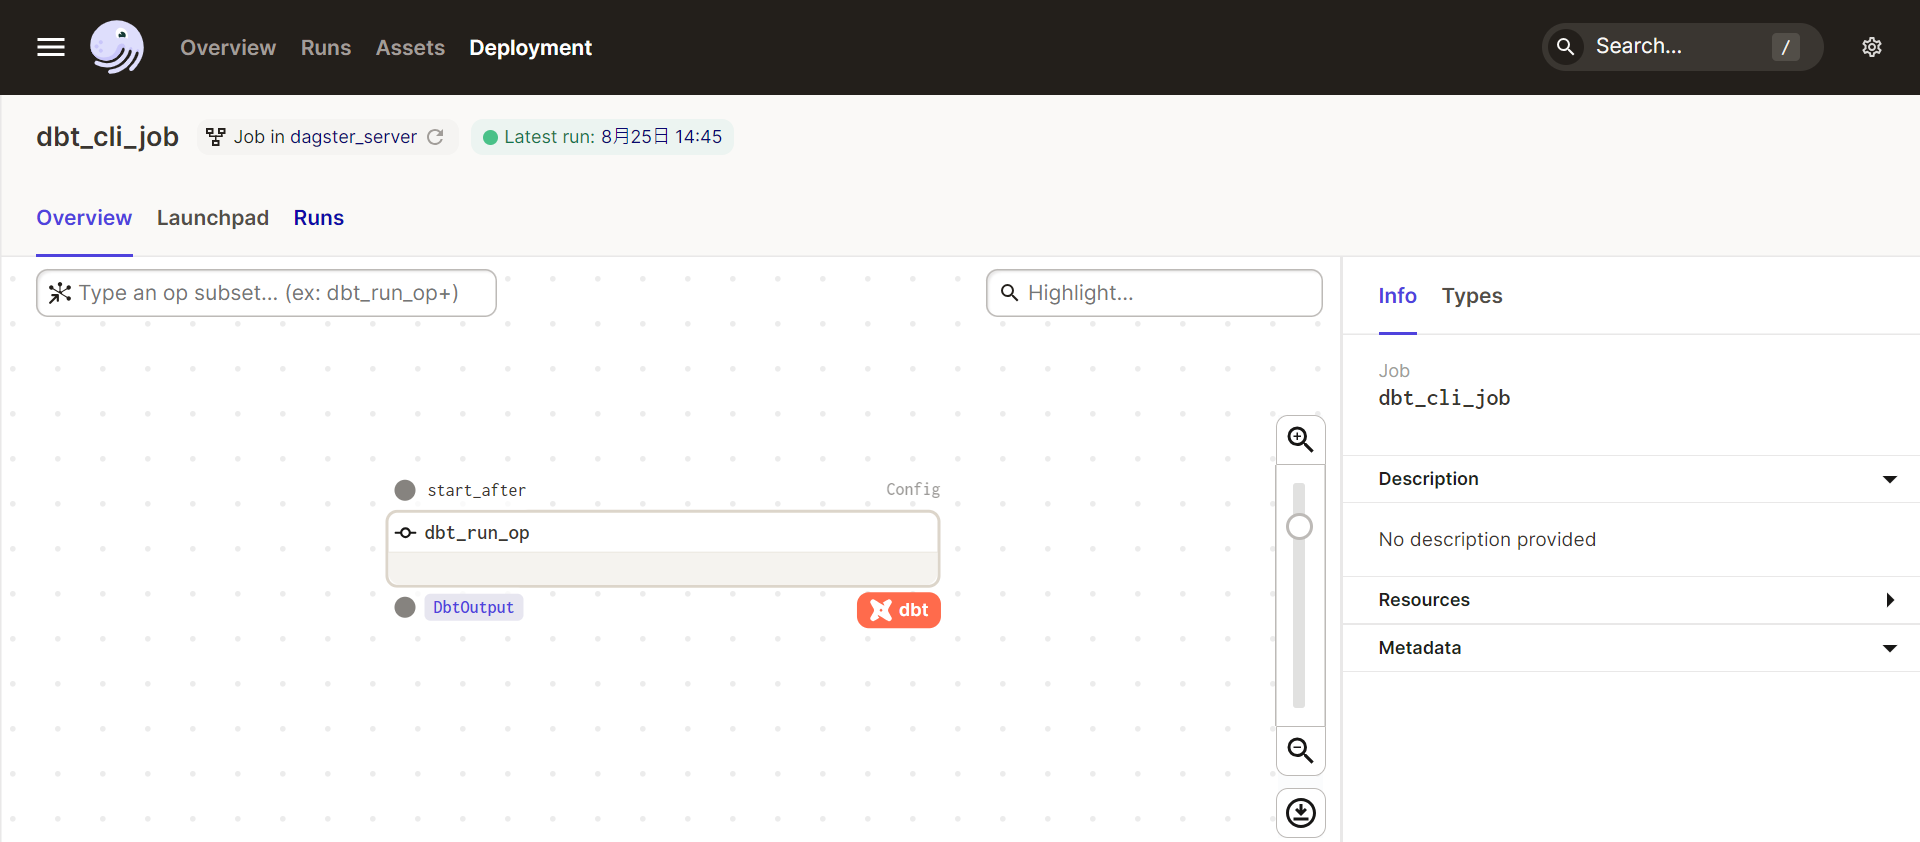 Overview Runs Assets Deployment Search... /
dbt_cli_job Job in dagster_server Latest run: 8月25日 14:45
Overview Launchpad Runs
Type an op subset... (ex: dbt_run_op+) Highlight...
Info Types
Job
dbt_cli_job
Description
No description provided
Resources
Metadata
start_after Config
dbt_run_op
DbtOutput dbt